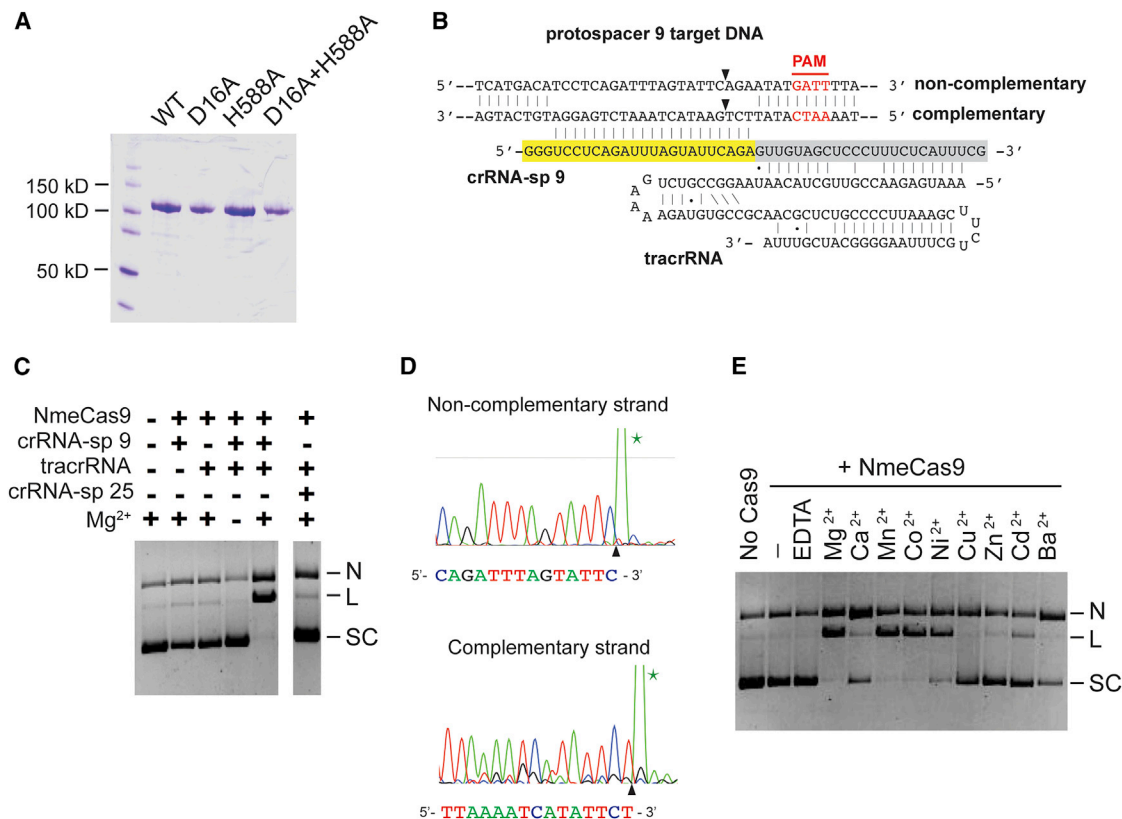 A
WT
D16A
H588A
D16A+H588A
150 kD
100 kD
50 kD
B
protospacer 9 target DNA
PAM
5′--TCATGACATCCTCAGATTTAGTATTCAGAATATGATTTTA-- 3′ non-complementary
3′--AGTACTGTAGGAGTCTAAATCATAAGTCTTATACTAAAAT-- 5′ complementary
5′-GGGUCCUCAGAUUUAGUAUUCAGAGUUGUAGCUCCCUUUCUCAUUUCG -3′
crRNA-sp 9
G UCUGCCGGAAUAACAUCGUUGCCAAGAGUAAA -5′
A
A
A AGAUGUGCCGCAACGCUCUGCCCCUUAAAGC U
U
C
3′- AUUUGCUACGGGGAAUUUCG U
tracrRNA
C
NmeCas9 - + + + + +
crRNA-sp 9 - + - + + -
tracrRNA - - + + + +
crRNA-sp 25 - - - - - +
Mg2+ + + + - + +
N
L
SC
D
Non-complementary strand
5′- CAGATTTAGTATTC - 3′
Complementary strand
5′- TTAAAATCATATTCT - 3′
E
+ NmeCas9
No Cas9
–
EDTA
Mg2+
Ca2+
Mn2+
Co2+
Ni2+
Cu2+
Zn2+
Cd2+
Ba2+
N
L
SC